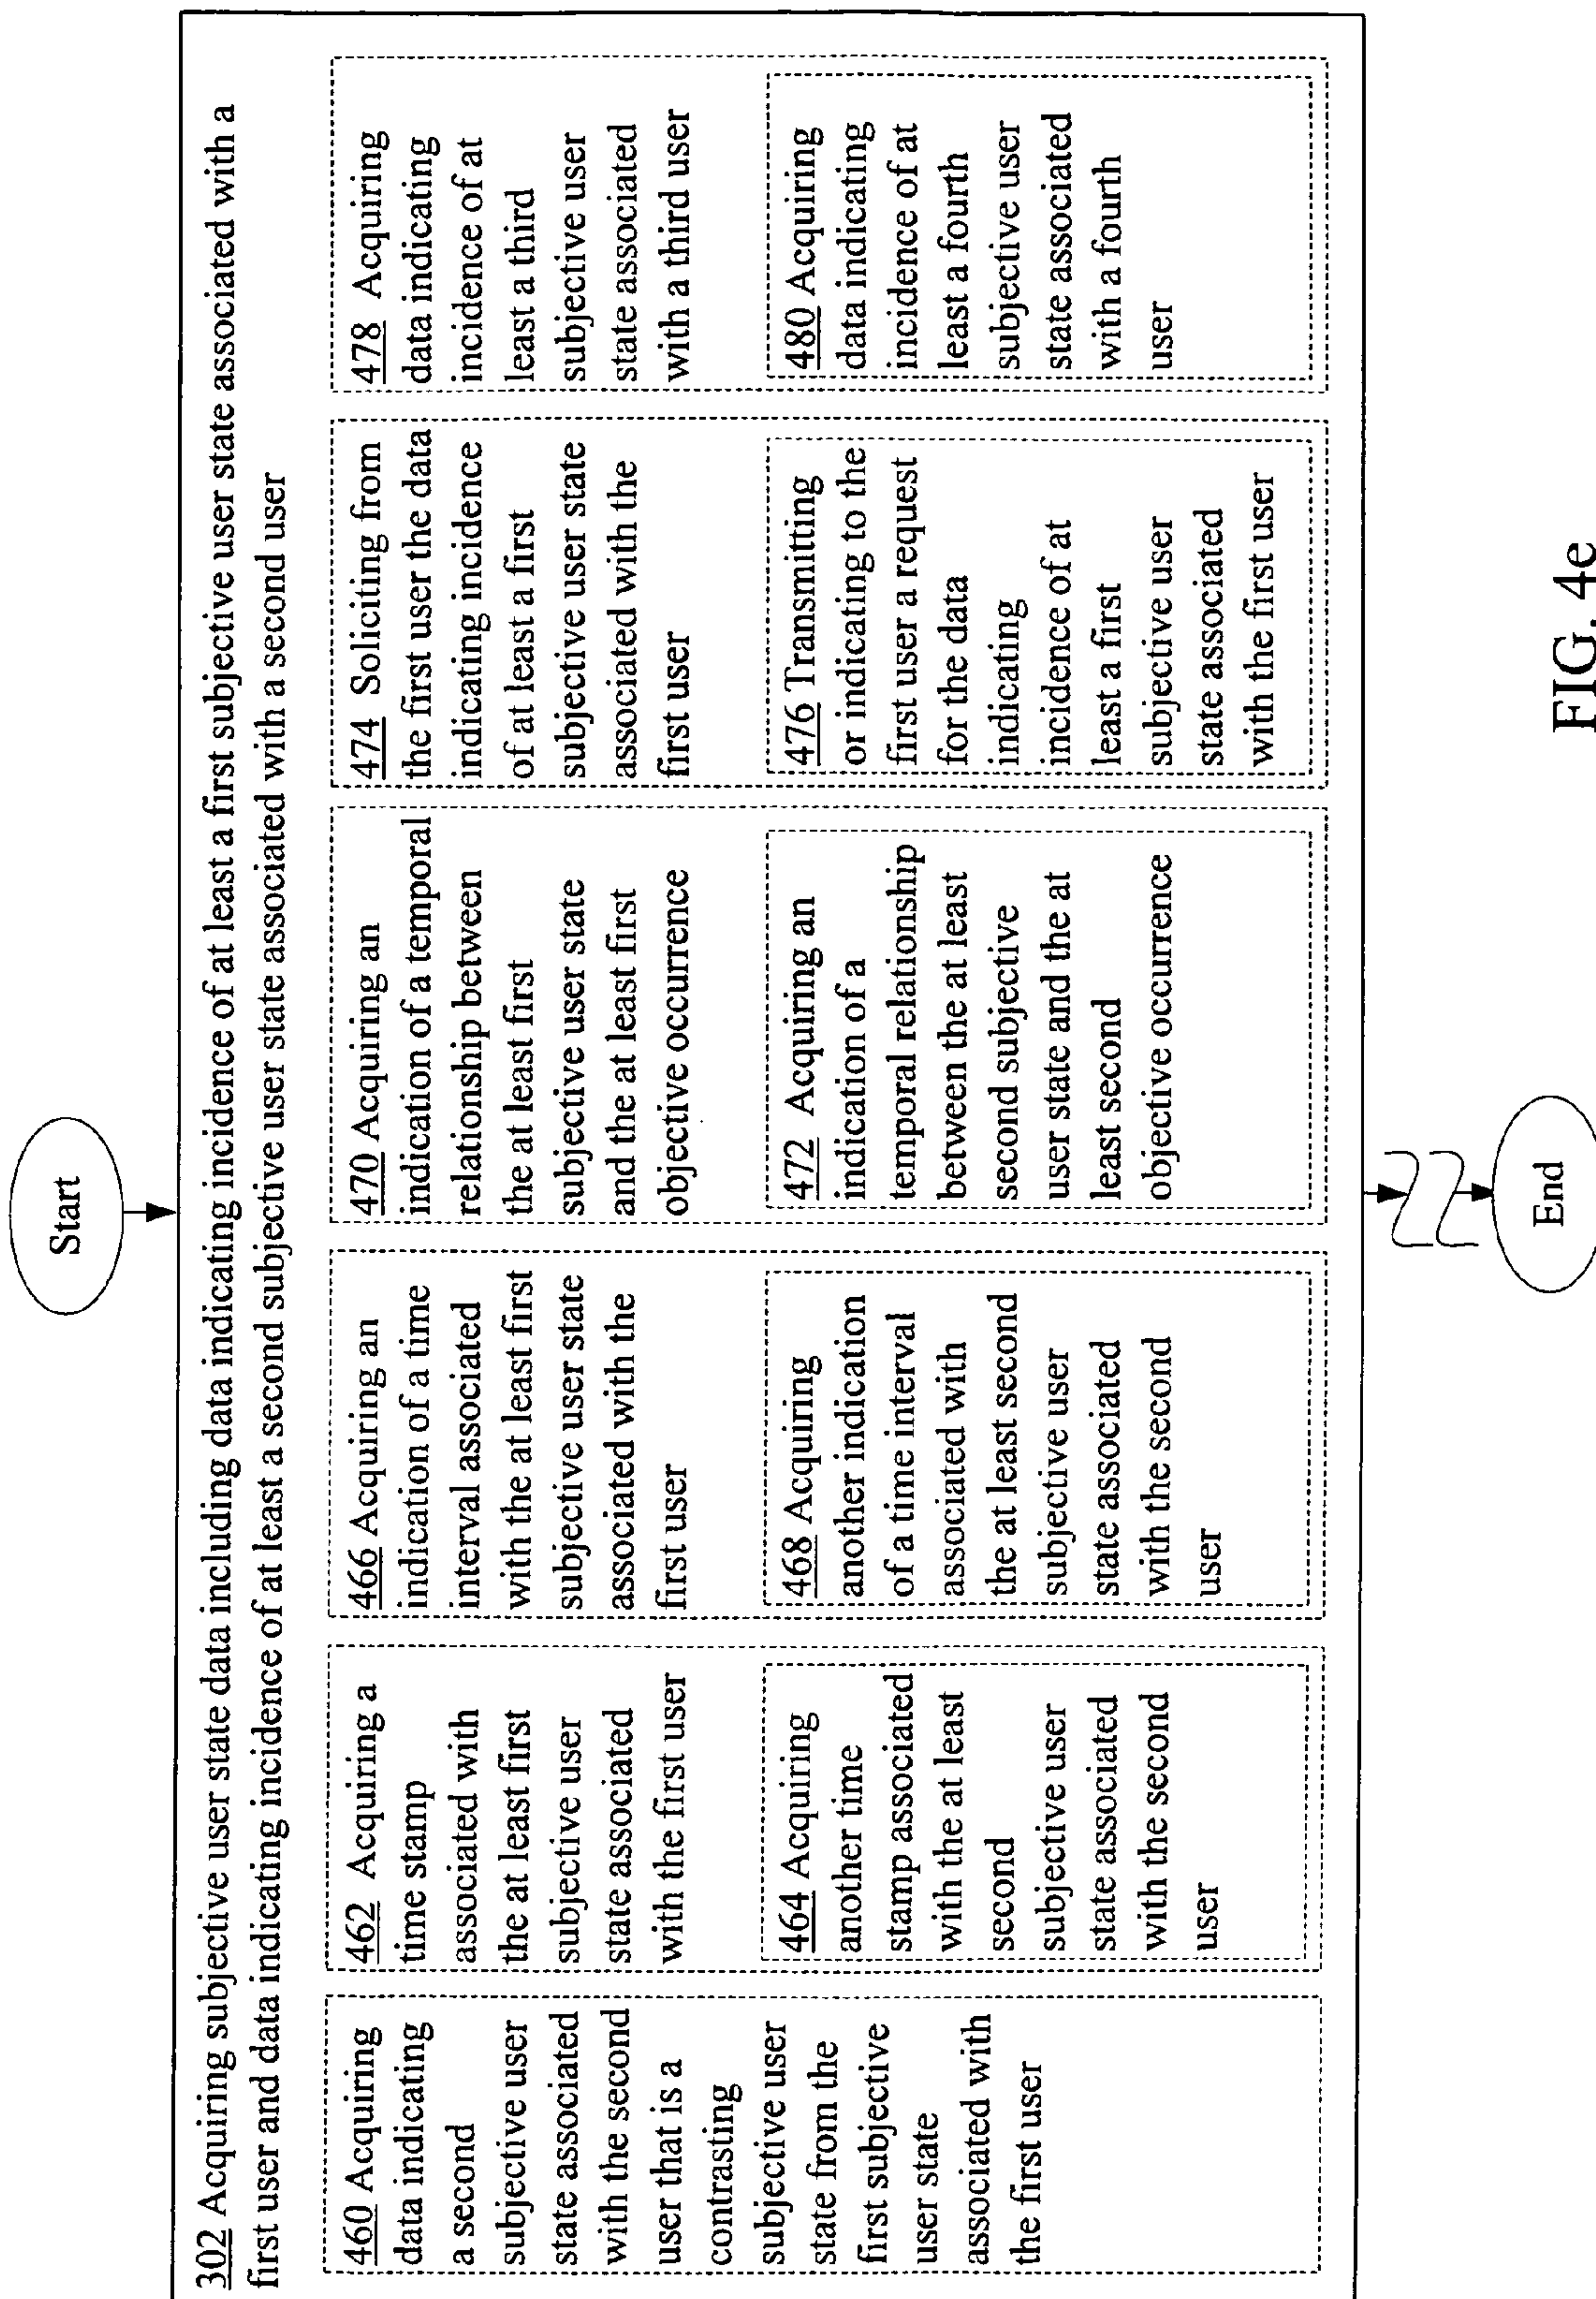 Start
302 Acquiring subjective user state data including data indicating incidence of at least a first subjective user state associated with a
first user and data indicating incidence of at least a second subjective user state associated with a second user
460 Acquiring
data indicating
a second
subjective user
state associated
with the second
user that is a
contrasting
subjective user
state from the
first subjective
user state
associated with
the first user
462 Acquiring a
time stamp
associated with
the at least first
subjective user
state associated
with the first user
464 Acquiring
another time
stamp associated
with the at least
second
subjective user
state associated
with the second
user
466 Acquiring an
indication of a time
interval associated
with the at least first
subjective user state
associated with the
first user
468 Acquiring
another indication
of a time interval
associated with
the at least second
subjective user
state associated
with the second
user
470 Acquiring an
indication of a temporal
relationship between
the at least first
subjective user state
and the at least first
objective occurrence
472 Acquiring an
indication of a
temporal relationship
between the at least
second subjective
user state and the at
least second
objective occurrence
474 Soliciting from
the first user the data
indicating incidence
of at least a first
subjective user state
associated with the
first user
476 Transmitting
or indicating to the
first user a request
for the data
indicating
incidence of at
least a first
subjective user
state associated
with the first user
478 Acquiring
data indicating
incidence of at
least a third
subjective user
state associated
with a third user
480 Acquiring
data indicating
incidence of at
least a fourth
subjective user
state associated
with a fourth
user
End
FIG. 4e